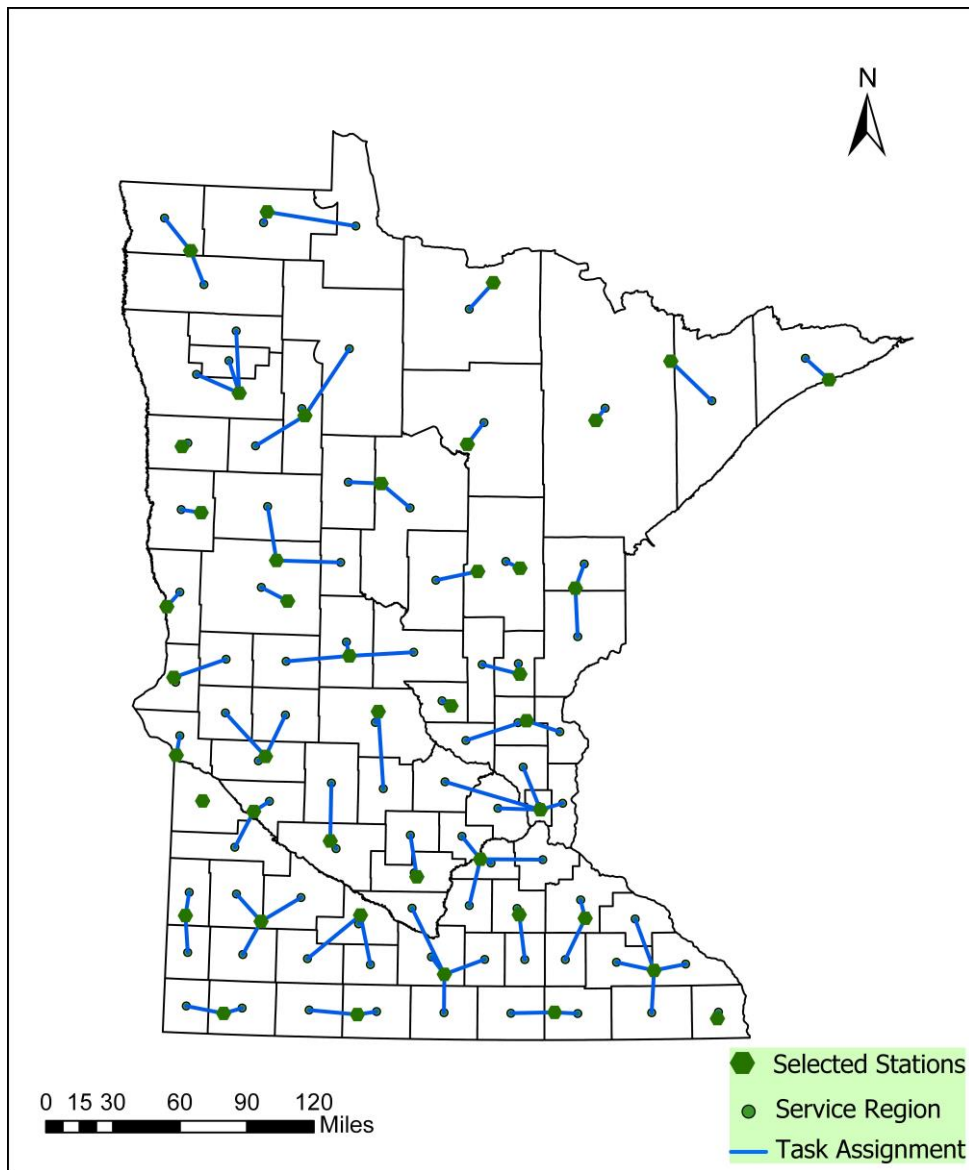 N
Selected Stations
Service Region
Task Assignment
0 15 30 60 90 120
Miles